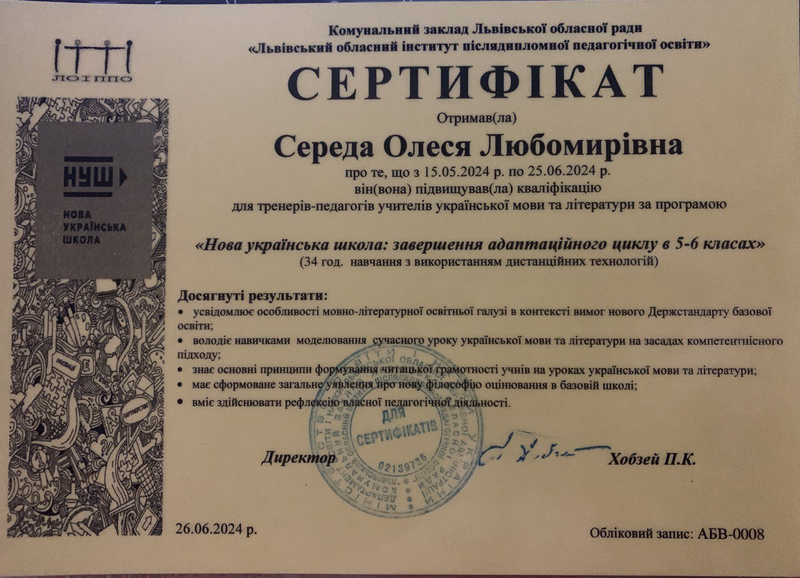 Комунальний заклад Львівської обласної ради
«Львівський обласний інститут післядипломної педагогічної освіти»
ЛОІППО
СЕРТИФІКАТ
Отримав(ла)
Середа Олеся Любомирівна
про те, що з 15.05.2024 р. по 25.06.2024 р.
він(вона) підвищував(ла) кваліфікацію
для тренерів-педагогів учителів української мови та літератури за програмою
НУШ
НОВА
УКРАЇНСЬКА
ШКОЛА
«Нова українська школа: завершення адаптаційного циклу в 5-6 класах»
(34 год. навчання з використанням дистанційних технологій)
Досягнуті результати:
• усвідомлює особливості мовно-літературної освітньої галузі в контексті вимог нового Держстандарту базової
освіти;
• володіє навичками моделювання сучасного уроку української мови та літератури на засадах компетентнісного
підходу;
• знає основні принципи формування читацької грамотності учнів на уроках української мови та літератури;
• має сформоване загальне уявлення про нову філософію оцінювання в базовій школі;
• вміє здійснювати рефлексію власної педагогічної діяльності.
ДЛЯ
СЕРТИФІКАТІВ
02139736
Директор
Хобзей П.К.
26.06.2024 р.
Обліковий запис: АБВ-0008